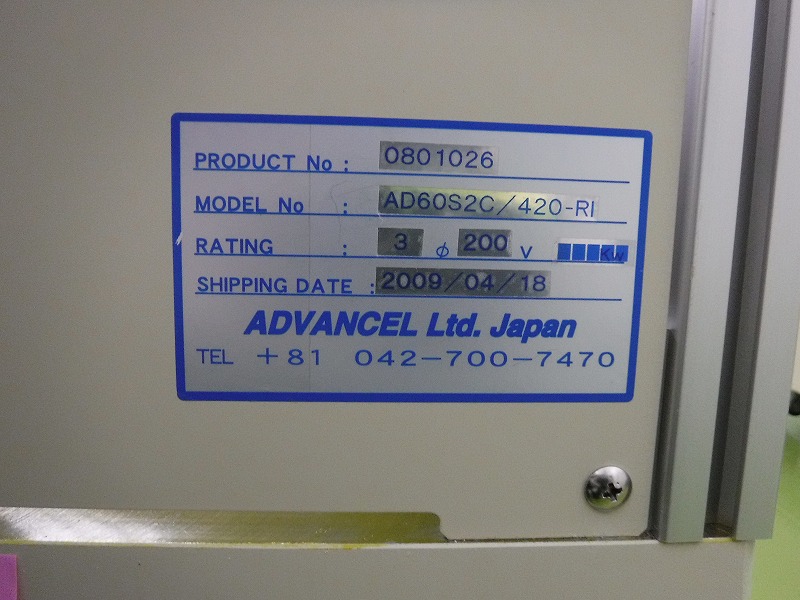 PRODUCT No : 0801026
MODEL No : AD60S2C/420-RI
RATING : 3 φ 200 V KW
SHIPPING DATE : 2009/04/18
ADVANCEL Ltd. Japan
TEL +81 042-700-7470